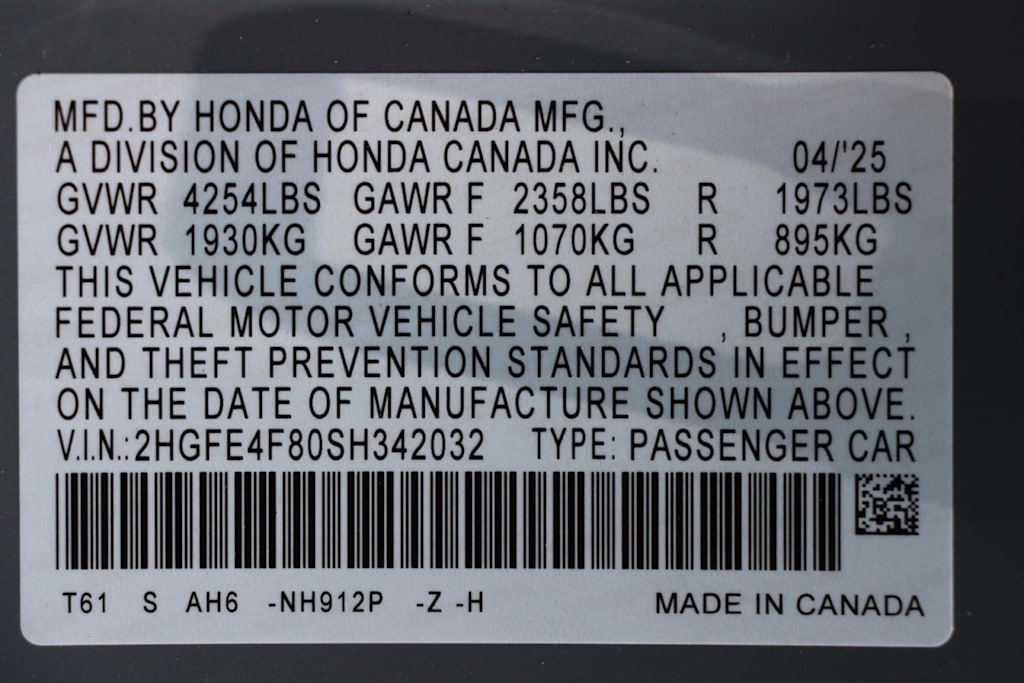 MFD.BY HONDA OF CANADA MFG.,
A DIVISION OF HONDA CANADA INC. 04/'25
GVWR 4254LBS GAWR F 2358LBS R 1973LBS
GVWR 1930KG GAWR F 1070KG R 895KG
THIS VEHICLE CONFORMS TO ALL APPLICABLE
FEDERAL MOTOR VEHICLE SAFETY , BUMPER ,
AND THEFT PREVENTION STANDARDS IN EFFECT
ON THE DATE OF MANUFACTURE SHOWN ABOVE.
V.I.N.:2HGFE4F80SH342032 TYPE: PASSENGER CAR
T61 S AH6 -NH912P -Z -H MADE IN CANADA